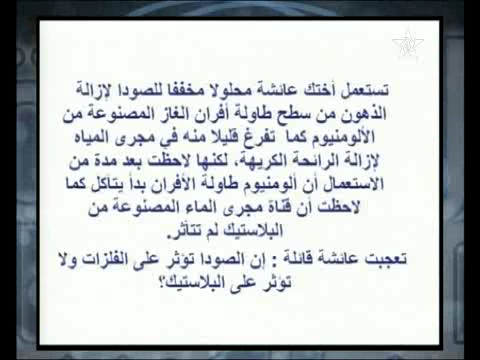 تستعمل أختك عائشة محلولا مخففا للصودا لإزالة
الذهون من سطح طاولة أفران الغاز المصنوعة من
الألومنيوم كما تفرغ قليلا منه في مجرى المياه
لإزالة الرائحة الكريهة، لكنها لاحظت بعد مدة من
الاستعمال أن ألومنيوم طاولة الأفران بدأ يتآكل كما
لاحظت أن قناة مجرى الماء المصنوعة من
البلاستيك لم تتأثر.
تعجبت عائشة قائلة : إن الصودا تؤثر على الفلزات ولا
تؤثر على البلاستيك؟